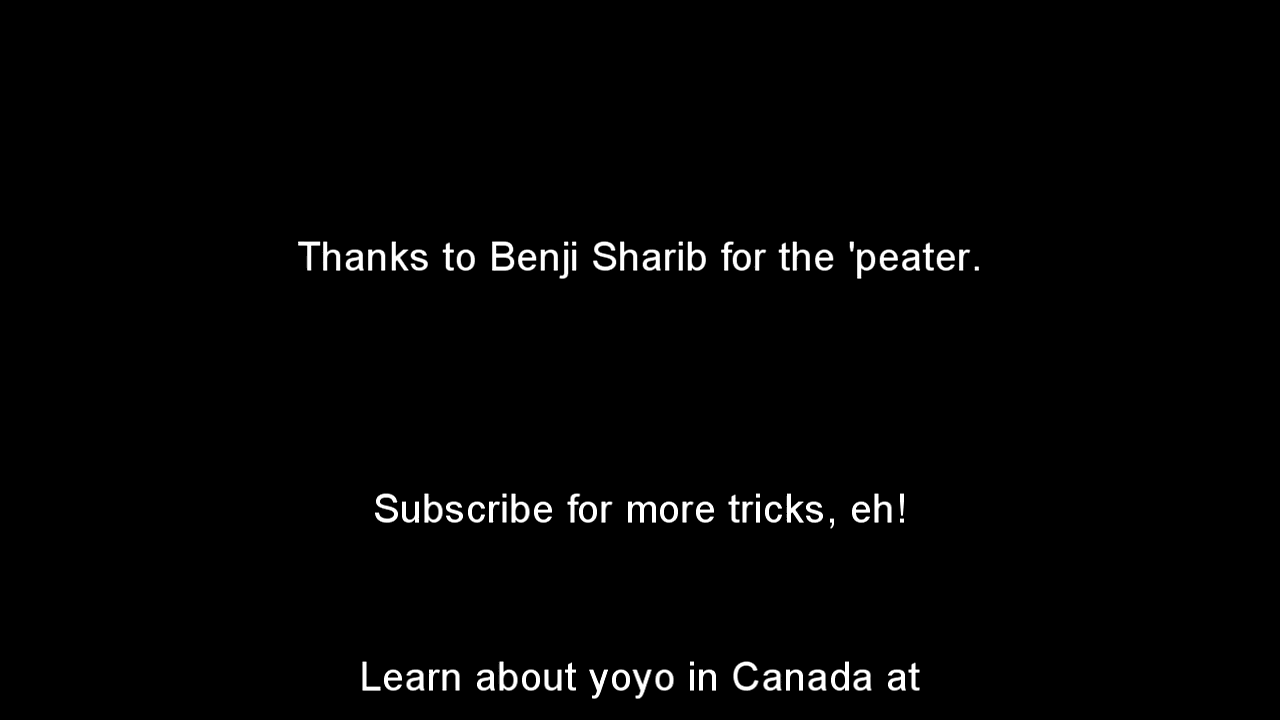 Thanks to Benji Sharib for the 'peater.
Subscribe for more tricks, eh!
Learn about yoyo in Canada at